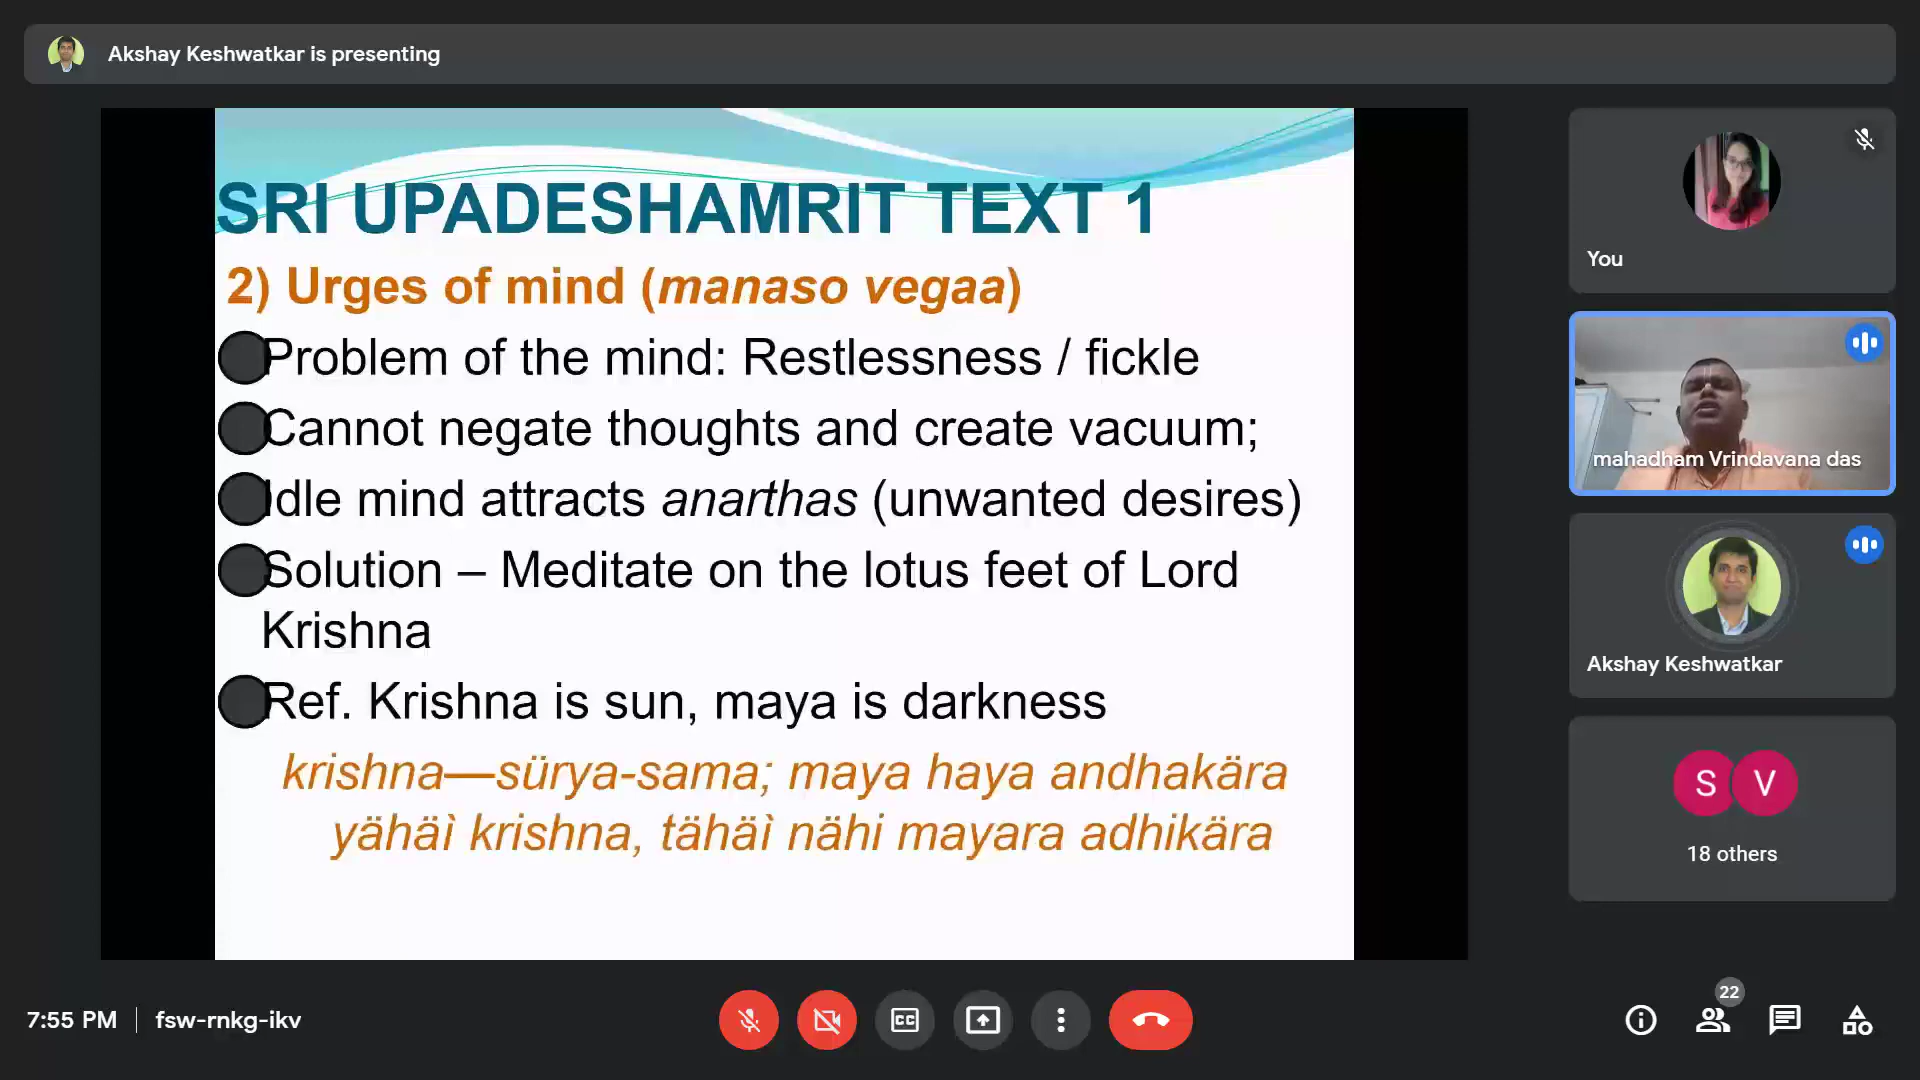 Akshay Keshwatkar is presenting
SRI UPADESHAMRIT TEXT 1
2) Urges of mind (manaso vegaa)
Problem of the mind: Restlessness / fickle
Cannot negate thoughts and create vacuum;
Idle mind attracts anarthas (unwanted desires)
Solution – Meditate on the lotus feet of Lord
Krishna
Ref. Krishna is sun, maya is darkness
krishna—sürya-sama; maya haya andhakära
yähäì krishna, tähäì nähi mayara adhikära
You
mahadham Vrindavana das
Akshay Keshwatkar
S V
18 others
7:55 PM | fsw-rnkg-ikv
CC
22